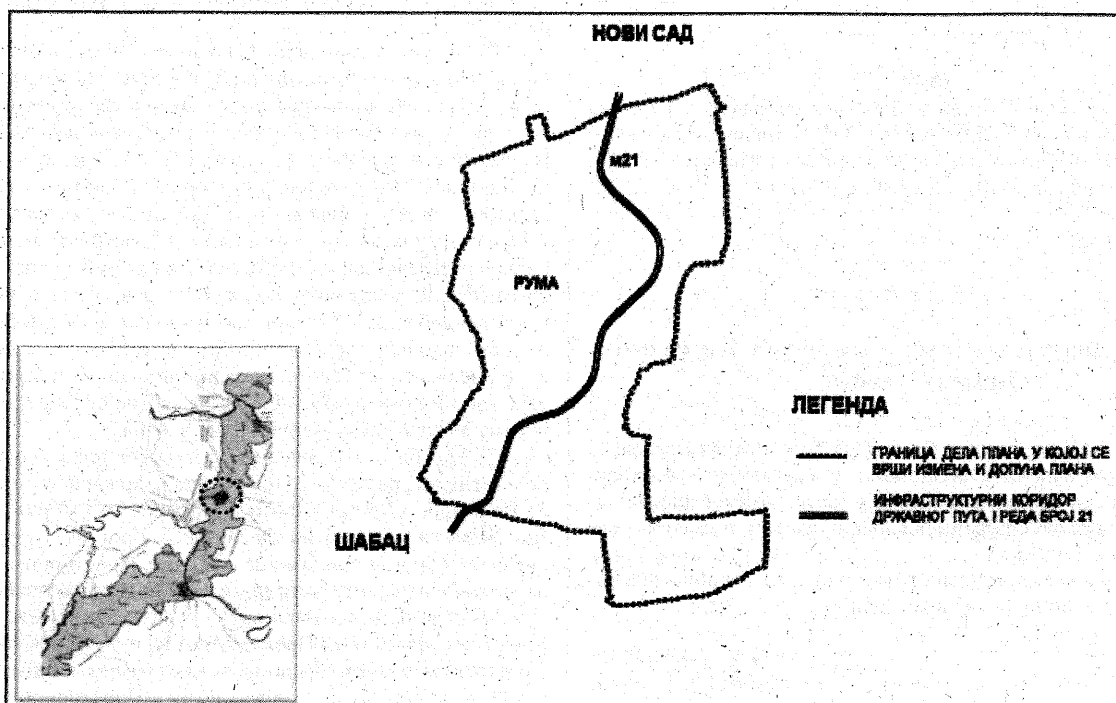 НОВИ САД
м21
РУМА
ЛЕГЕНДА
ГРАНИЦА ДЕЛА ПЛАНА У КОЈОЈ СЕ
ВРШИ ИЗМЕНА И ДОПУНА ПЛАНА
ИНФРАСТРУКТУРНИ КОРИДОР
ДРЖАВНОГ ПУТА I РЕДА БРОЈ 21
ШАБАЦ